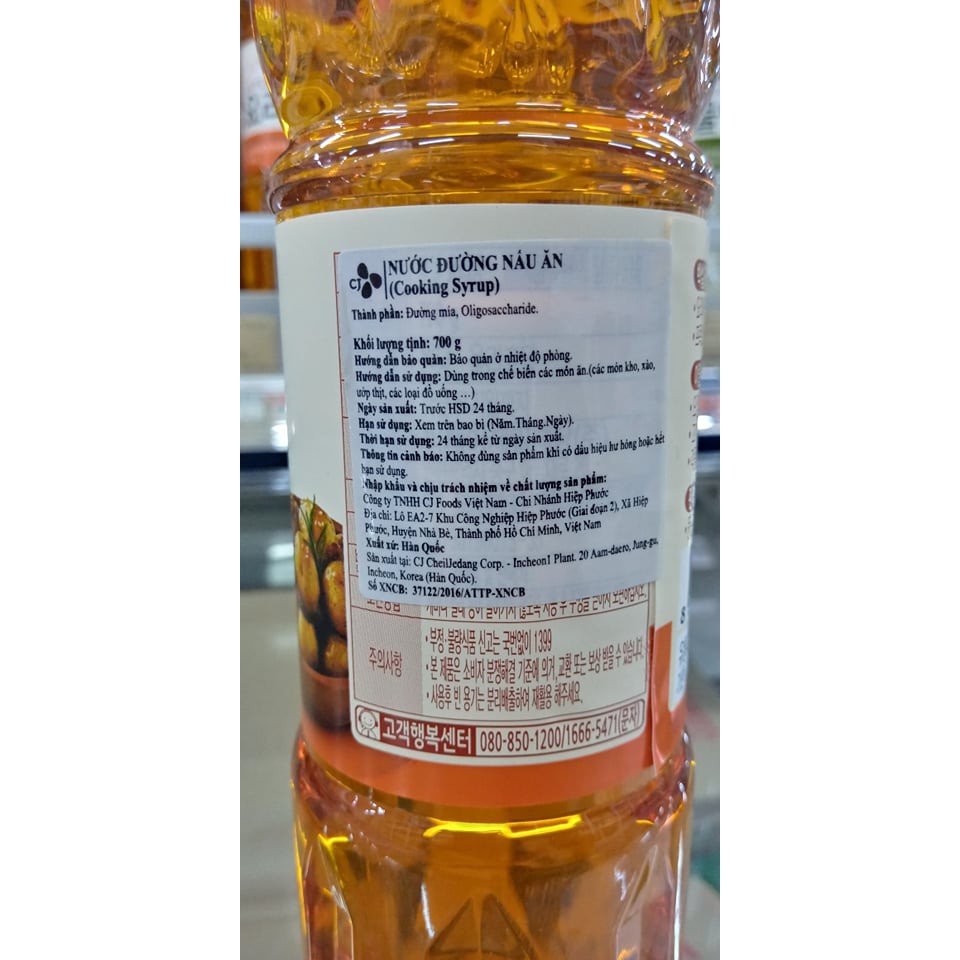 CJ
NƯỚC ĐƯỜNG NẤU ĂN
(Cooking Syrup)
Thành phần: Đường mía, Oligosaccharide.
Khối lượng tịnh: 700 g
Hướng dẫn bảo quản: Bảo quản ở nhiệt độ phòng.
Hướng dẫn sử dụng: Dùng trong chế biến các món ăn.(các món kho, xào,
ướp thịt, các loại đồ uống …)
Ngày sản xuất: Trước HSD 24 tháng.
Hạn sử dụng: Xem trên bao bì (Năm.Tháng.Ngày).
Thời hạn sử dụng: 24 tháng kể từ ngày sản xuất.
Thông tin cảnh báo: Không dùng sản phẩm khi có dấu hiệu hư hỏng hoặc hết
hạn sử dụng.
Nhập khẩu và chịu trách nhiệm về chất lượng sản phẩm:
Công ty TNHH CJ Foods Việt Nam - Chi Nhánh Hiệp Phước
Địa chỉ: Lô EA2-7 Khu Công Nghiệp Hiệp Phước (Giai đoạn 2), Xã Hiệp
Phước, Huyện Nhà Bè, Thành phố Hồ Chí Minh, Việt Nam
Xuất xứ: Hàn Quốc
Sản xuất tại: CJ CheilJedang Corp. - Incheon1 Plant. 20 Aam-daero, Jung-gu,
Incheon, Korea (Hàn Quốc).
Số XNCB: 37122/2016/ATTP-XNCB
주의사항
•부정·불량식품 신고는 국번없이 1399
•본 제품은 소비자 분쟁해결 기준에 의거, 교환 또는 보상 받을 수 있습니다.
•사용후 빈 용기는 분리배출하여 재활용 해주세요.
고객행복센터 080-850-1200/1666-5471(문자)